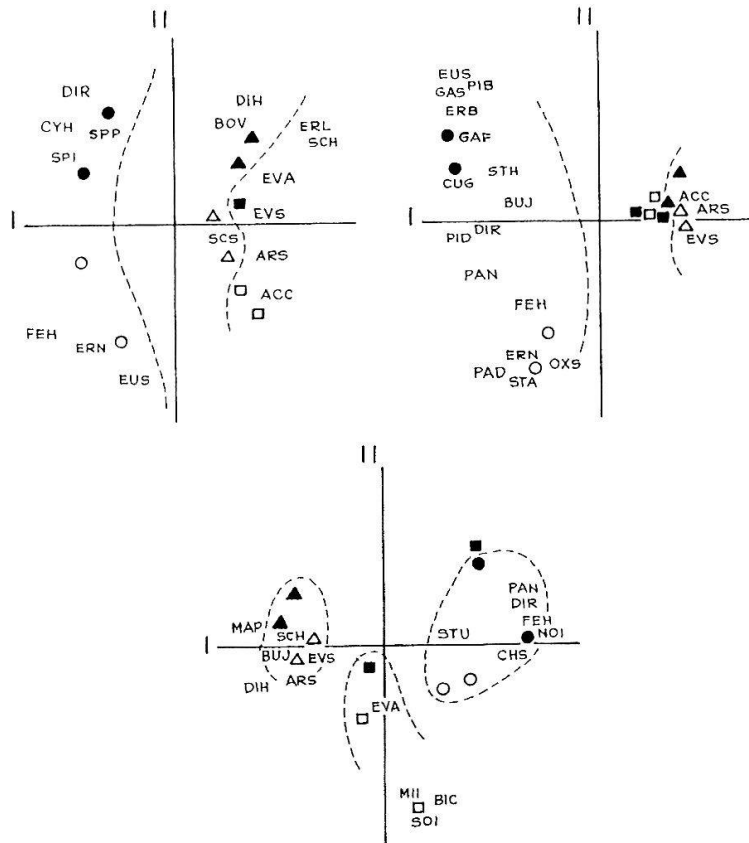 II
DIR
CYH
SPP
SPI
DIH
BOV
ERL
SCH
EVA
I
EVS
SCS
ARS
ACC
FEH
ERN
EUS
II
EUS
GAS PIB
ERB
GAF
CUG
STH
BUJ
ACC
ARS
EVS
I
PID DIR
PAN
FEH
ERN
OXS
PAD
STA
II
PAN
DIR
FEH
NOI
CHS
STU
MAP
SCH
I
BUJ EVS
DIH ARS
EVA
MII BIC
SOI